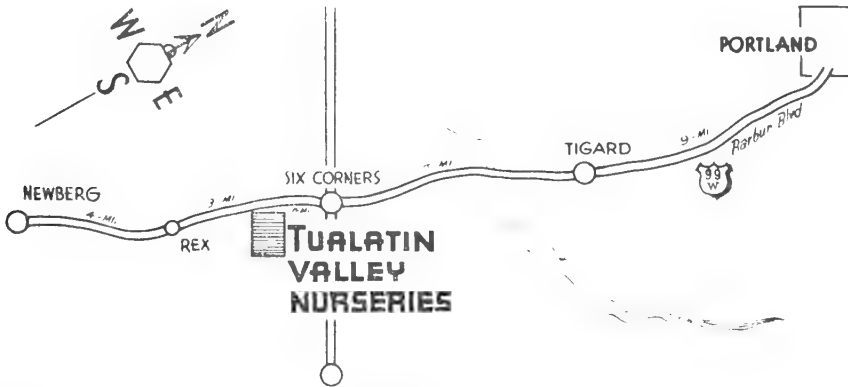 W N
S E
PORTLAND
Barbur Blvd
9-MI.
TIGARD
99
W
SIX CORNERS
NEWBERG
3 MI.
4-MI.
REX
TUALATIN
VALLEY
NURSERIES